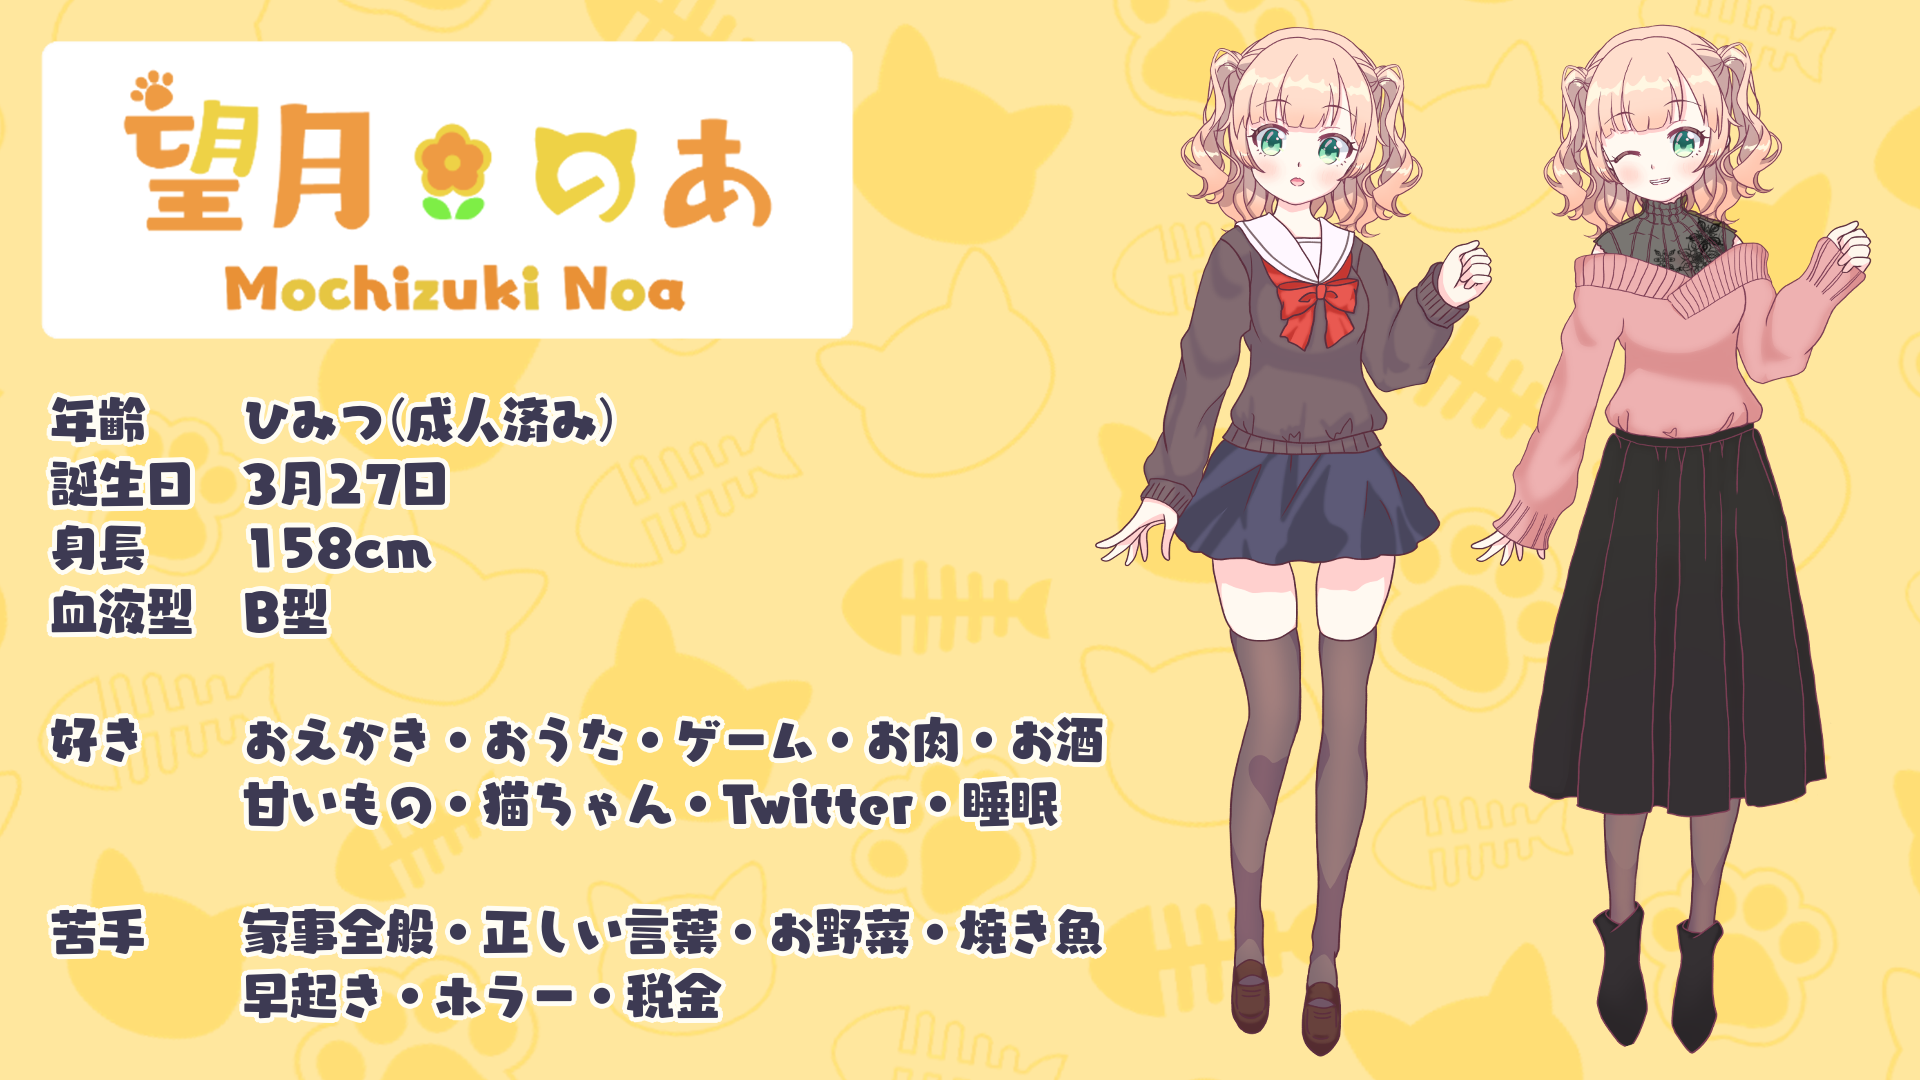 望月のあ
Mochizuki Noa
年齢 ひみつ(成人済み)
誕生日 3月27日
身長 158cm
血液型 B型
好き おえかき・おうた・ゲーム・お肉・お酒
甘いもの・猫ちゃん・Twitter・睡眠
苦手 家事全般・正しい言葉・お野菜・焼き魚
早起き・ホラー・税金